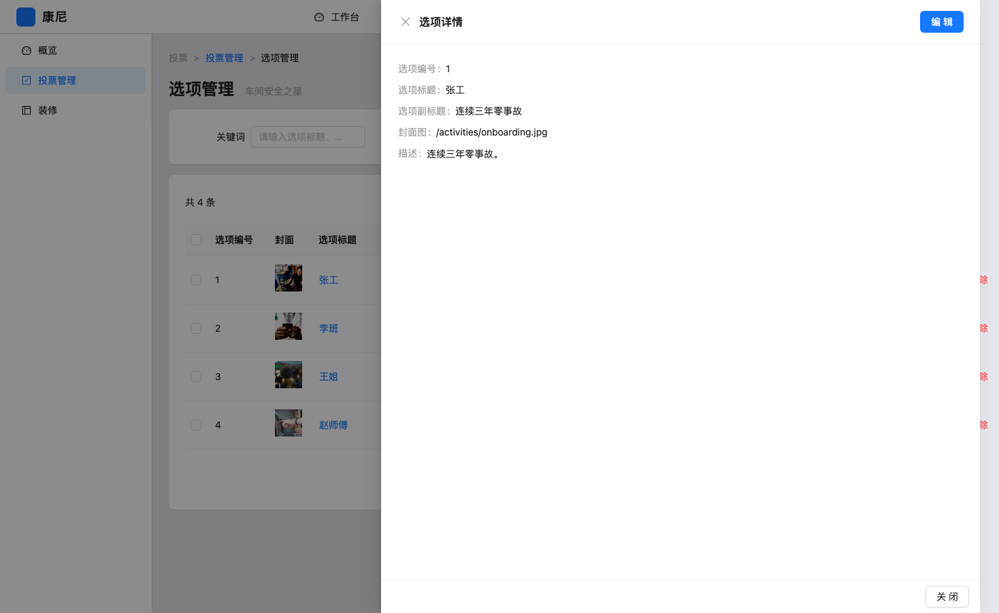 康尼
工作台
概览
投票管理
装修
投票 > 投票管理 > 选项管理
选项管理 车间安全之星
关键词 请输入选项标题、...
共 4 条
选项编号 封面 选项标题
1 张工
2 李班
3 王姐
4 赵师傅
选项详情
编 辑
选项编号：1
选项标题：张工
选项副标题：连续三年零事故
封面图：/activities/onboarding.jpg
描述：连续三年零事故。
除
除
除
除
关 闭